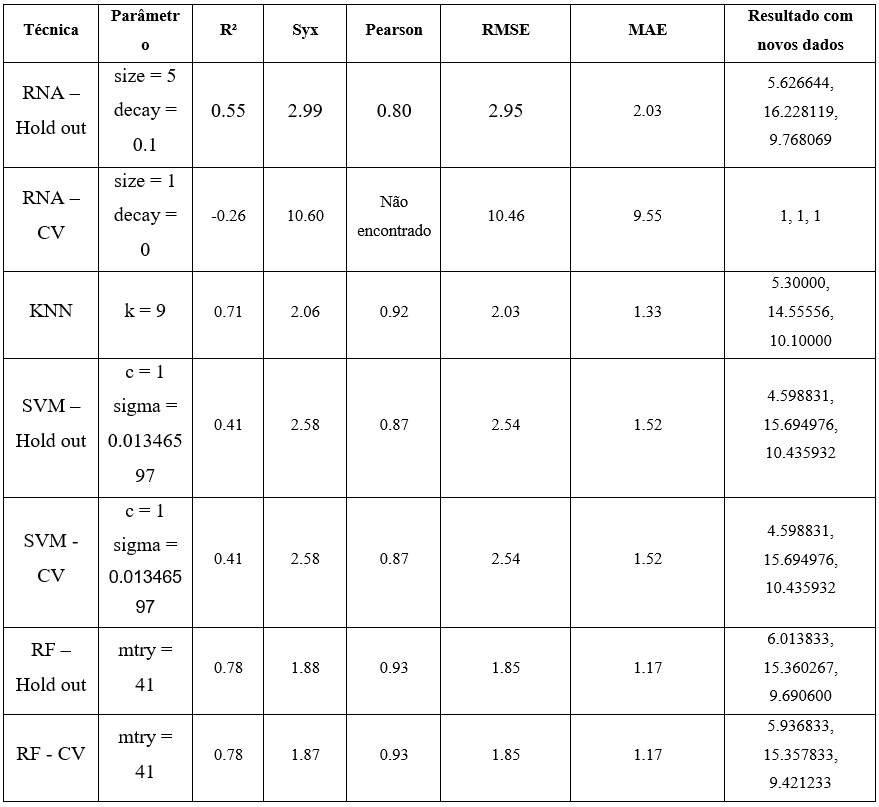 Técnica
Parâmetr
o
R²
Syx
Pearson
RMSE
MAE
Resultado com
novos dados
RNA –
Hold out
size = 5
decay =
0.1
0.55
2.99
0.80
2.95
2.03
5.626644,
16.228119,
9.768069
RNA –
CV
size = 1
decay =
0
-0.26
10.60
Não
encontrado
10.46
9.55
1, 1, 1
KNN
k = 9
0.71
2.06
0.92
2.03
1.33
5.30000,
14.55556,
10.10000
SVM –
Hold out
c = 1
sigma =
0.013465
97
0.41
2.58
0.87
2.54
1.52
4.598831,
15.694976,
10.435932
SVM -
CV
c = 1
sigma =
0.013465
97
0.41
2.58
0.87
2.54
1.52
4.598831,
15.694976,
10.435932
RF –
Hold out
mtry =
41
0.78
1.88
0.93
1.85
1.17
6.013833,
15.360267,
9.690600
RF - CV
mtry =
41
0.78
1.87
0.93
1.85
1.17
5.936833,
15.357833,
9.421233